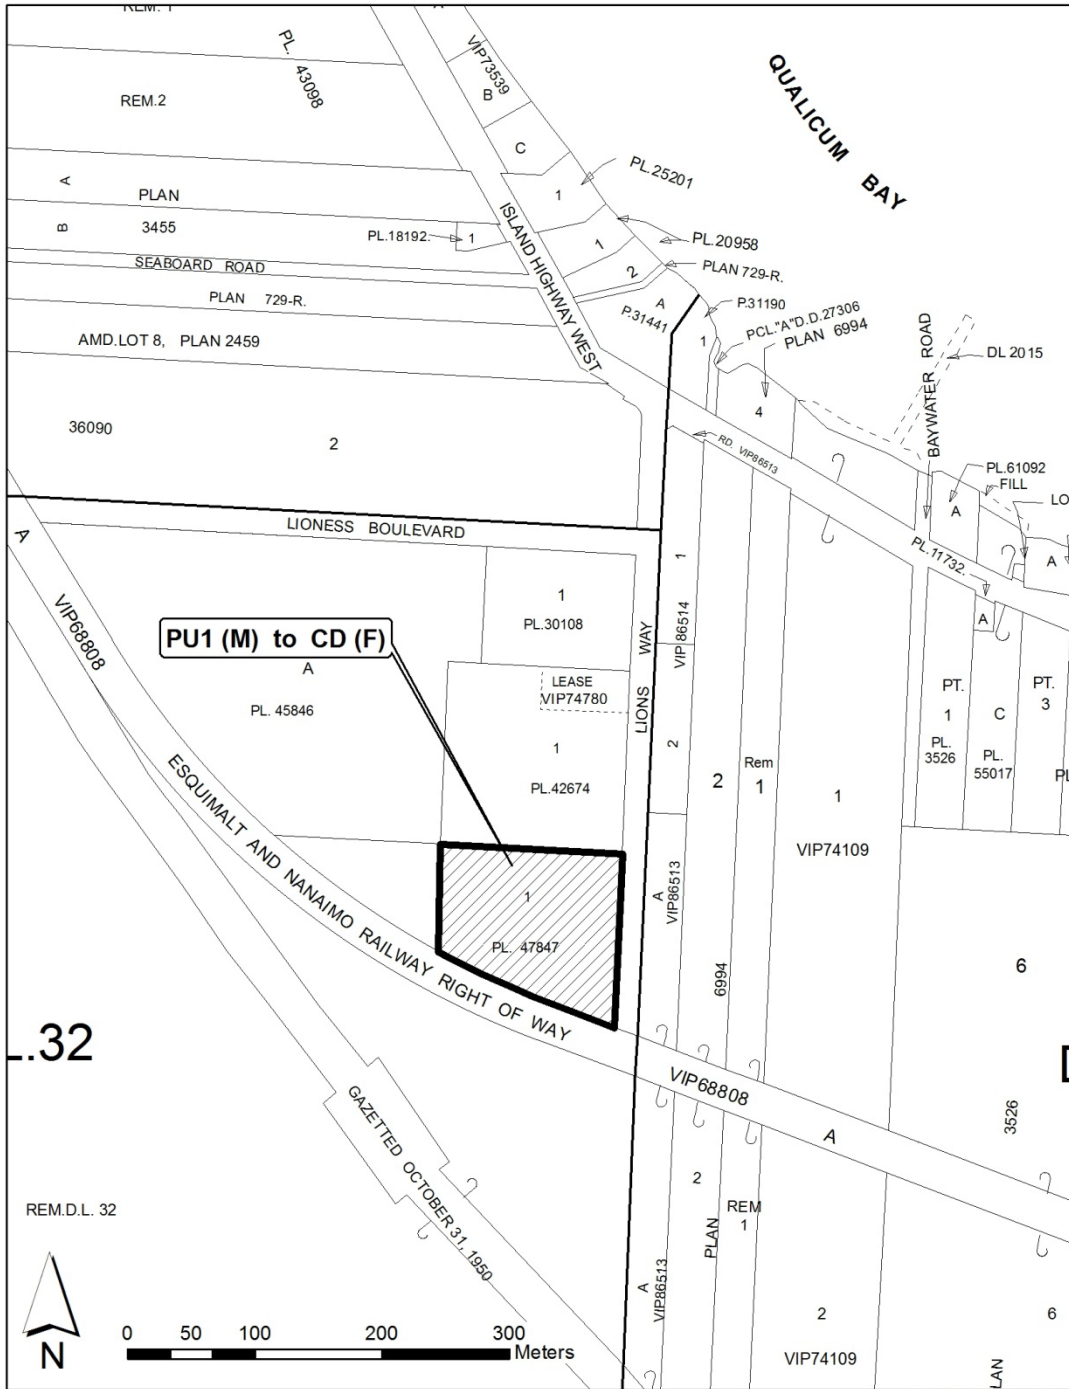 REM. 1
A
PL. 43098
VIP73539
B
QUALICUM BAY
REM.2
C
PL.25201
A
PLAN
1
B
3455
PL.18192.
1
ISLAND HIGHWAY WEST
1
PL.20958
SEABOARD ROAD
2
PLAN 729-R.
PLAN 729-R.
A
P.31441
P.31190
PCL."A"D.D.27306
PLAN 6994
AMD.LOT 8, PLAN 2459
1
BAYWATER ROAD
DL 2015
4
36090
2
RD. VIP86513
PL.61092
FILL
LO
A
LIONESS BOULEVARD
A
PL.11732.
A
1
VIP68808
1
PL.30108
VIP86514
A
PU1 (M) to CD (F)
LIONS WAY
A
LEASE
VIP74780
PT.
1
PL.
3526
C
PL.
55017
PT.
3
PL
PL. 45846
1
PL.42674
2
2
Rem
1
1
VIP74109
ESQUIMALT AND NANAIMO RAILWAY RIGHT OF WAY
1
PL. 47847
A
VIP86513
6994
6
L.32
D
VIP68808
A
3526
GAZETTED OCTOBER 31, 1950
REM.D.L. 32
2
PLAN
REM
1
A
VIP86513
2
VIP74109
6
LAN
N
0 50 100 200 300
Meters